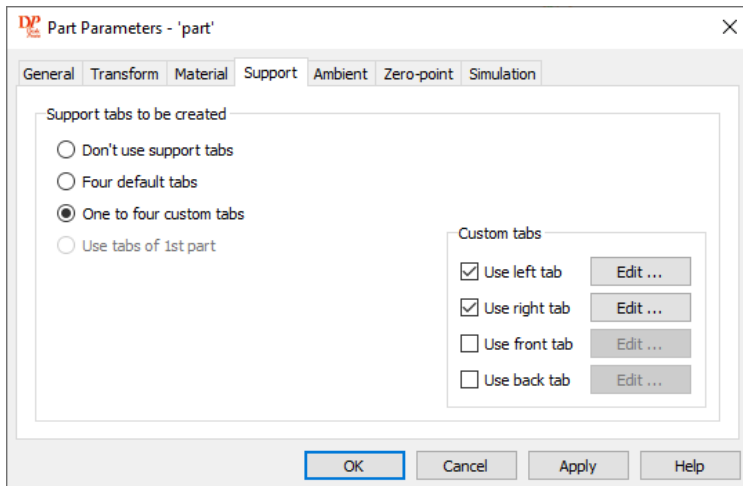 DP Part Parameters - 'part'
General Transform Material Support Ambient Zero-point Simulation
Support tabs to be created
Don't use support tabs
Four default tabs
One to four custom tabs
Use tabs of 1st part
Custom tabs
Use left tab Edit ...
Use right tab Edit ...
Use front tab Edit ...
Use back tab Edit ...
OK Cancel Apply Help